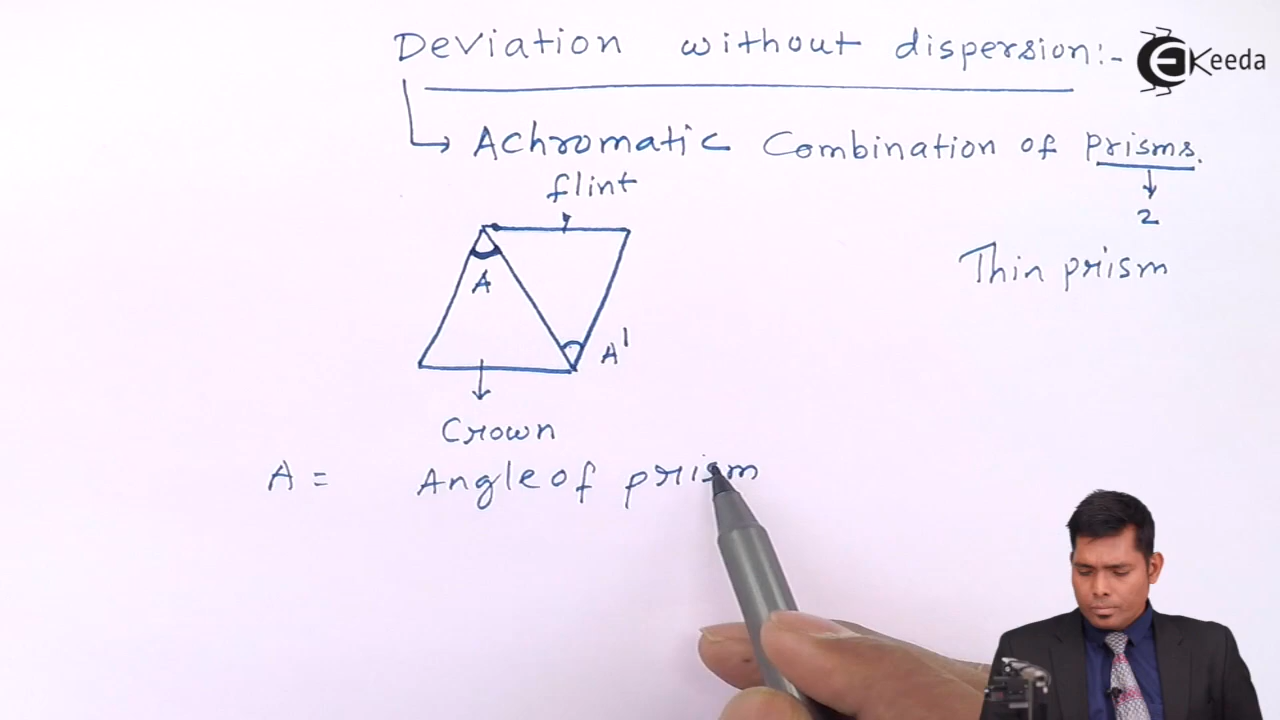 Deviation without dispersion:-
EKeeda
Achromatic Combination of prisms.
flint
2
Thin prism
A
A'
Crown
A = Angle of prism